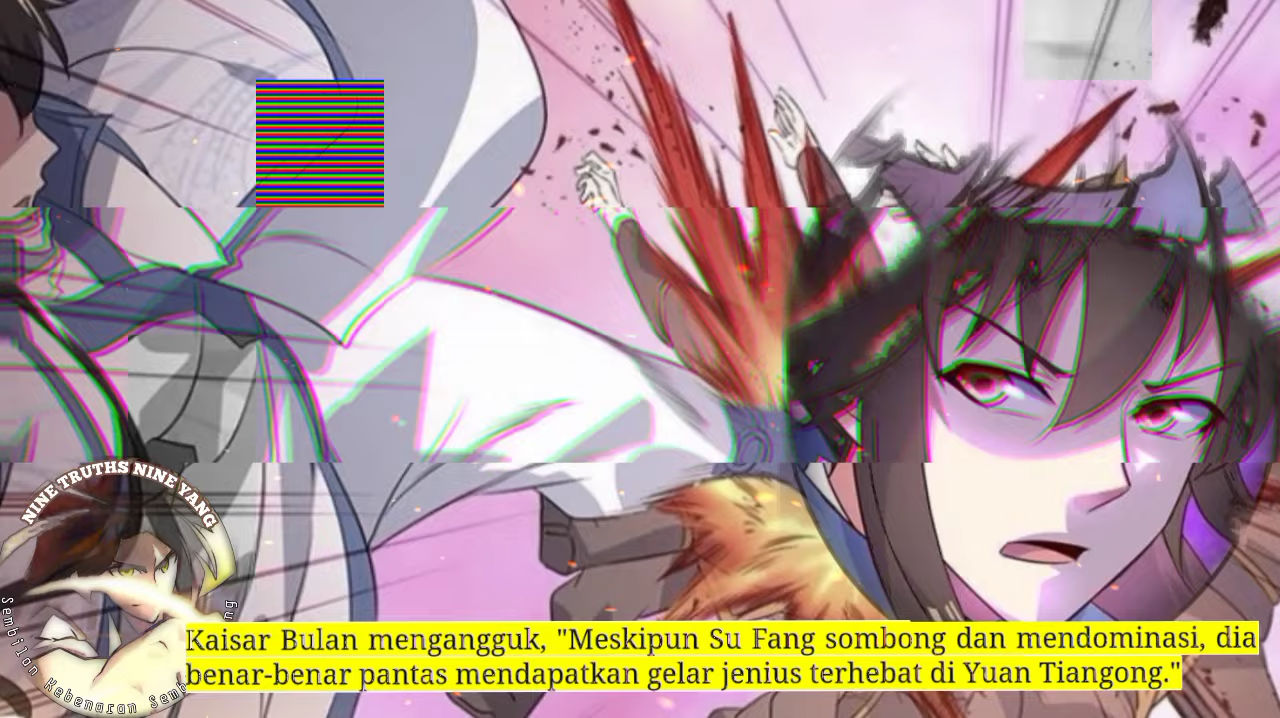 NINE TRUTHS NINE YANG
Kaisar Bulan mengangguk, "Meskipun Su Fang sombong dan mendominasi, dia
benar-benar pantas mendapatkan gelar jenius terhebat di Yuan Tiangong."
Sembilan Kebenaran Semb ng